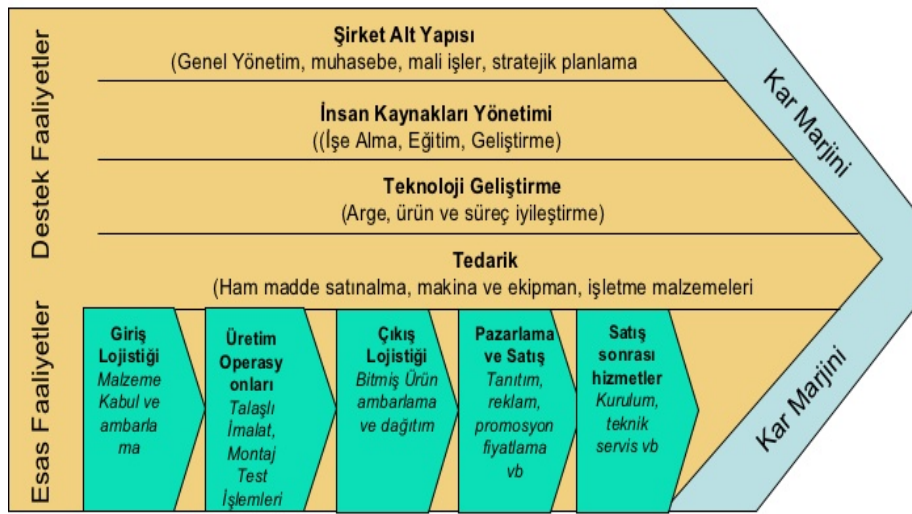 Destek Faaliyetler
Şirket Alt Yapısı
(Genel Yönetim, muhasebe, mali işler, stratejik planlama
İnsan Kaynakları Yönetimi
((İşe Alma, Eğitim, Geliştirme)
Teknoloji Geliştirme
(Arge, ürün ve süreç iyileştirme)
Tedarik
(Ham madde satınalma, makina ve ekipman, işletme malzemeleri
Kar Marjini
Esas Faaliyetler
Giriş
Lojistiği
Malzeme
Kabul ve
ambarla
ma
Üretim
Operasy
onları
Talaşlı
İmalat,
Montaj
Test
İşlemleri
Çıkış
Lojistiği
Bitmiş Ürün
ambarlama
ve dağıtım
Pazarlama
ve Satış
Tanıtım,
reklam,
promosyon
fiyatlama
vb
Satış
sonrası
hizmetler
Kurulum,
teknik
servis vb
Kar Marjini